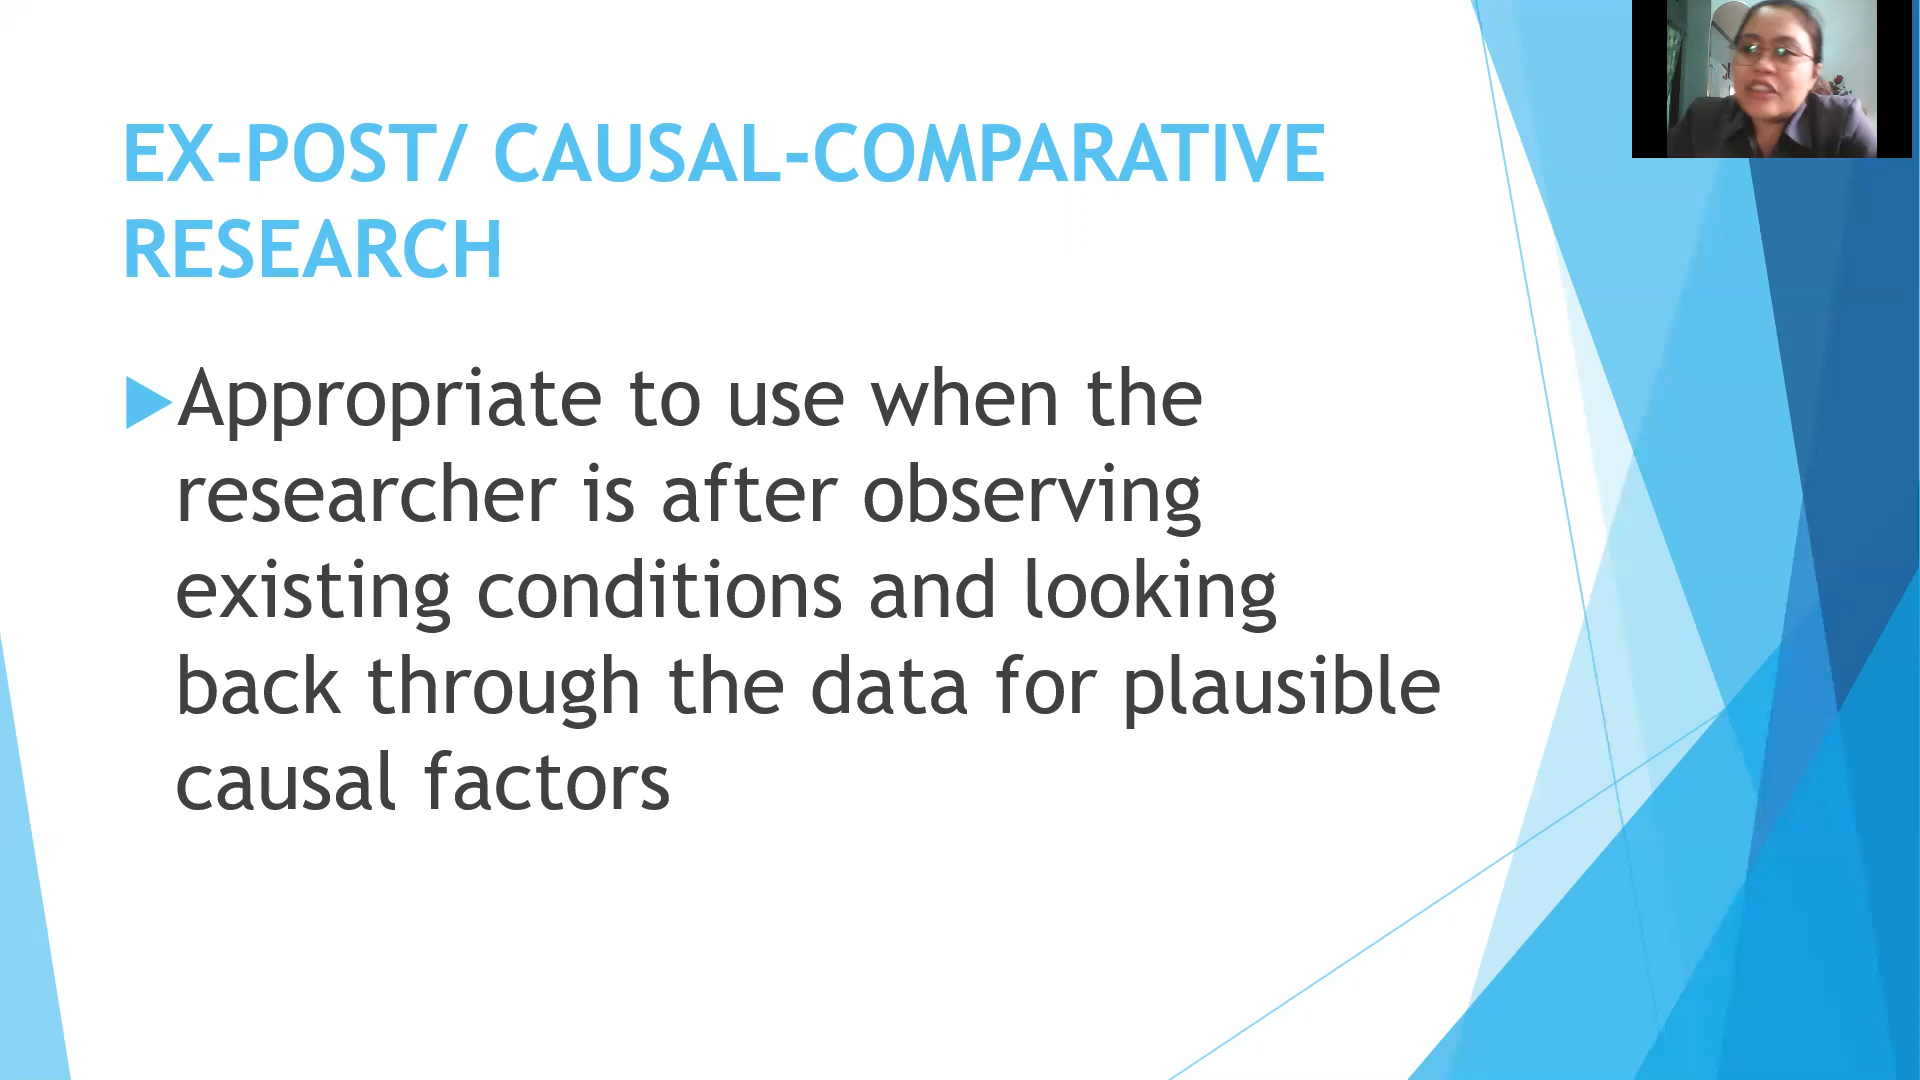 EX-POST/ CAUSAL-COMPARATIVE
RESEARCH
Appropriate to use when the
researcher is after observing
existing conditions and looking
back through the data for plausible
causal factors